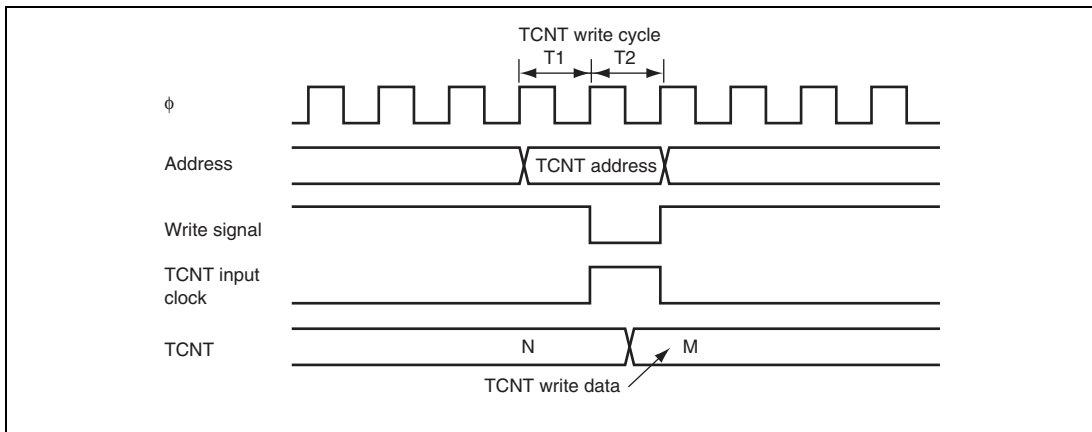 TCNT write cycle
T1 T2
ϕ
Address
TCNT address
Write signal
TCNT input
clock
TCNT
N M
TCNT write data